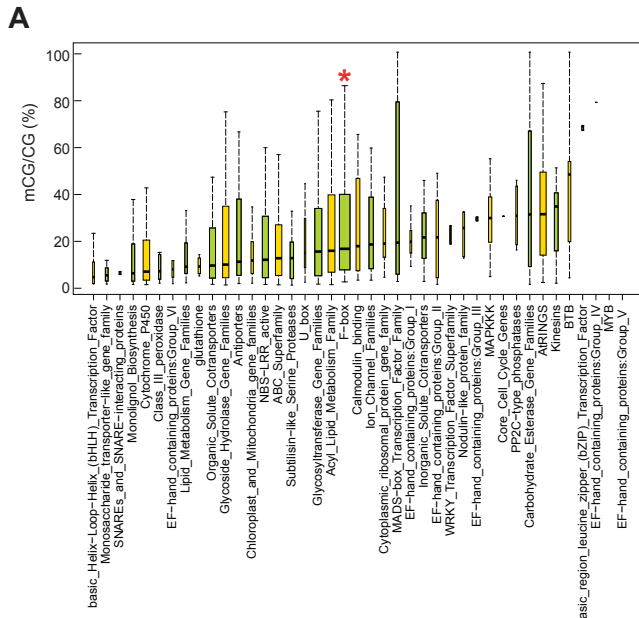 A
mCG/CG (%)
100
80
60
40
20
0
*
basic_Helix−Loop−Helix_(bHLH)_Transcription_Factor
Monosaccharide_transporter−like_gene_family
SNAREs_and_SNARE−interacting_proteins
Monolignol_Biosynthesis
Cytochrome_P450
Class_III_peroxidase
EF−hand_containing_proteins:Group_VI
Lipid_Metabolism_Gene_Families
glutathione
Organic_Solute_Cotransporters
Glycoside_Hydrolase_Gene_Families
Antiporters
Chloroplast_and_Mitochondria_gene_families
NBS−LRR_active
ABC_Superfamily
Subtilisin−like_Serine_Proteases
U_box
Glycosyltransferase_Gene_Families
Acyl_Lipid_Metabolism_Family
F−box
Calmodulin_binding
Ion_Channel_Families
Cytoplasmic_ribosomal_protein_gene_family
MADS−box_Transcription_Factor_Family
EF−hand_containing_proteins:Group_I
Inorganic_Solute_Cotransporters
EF−hand_containing_proteins:Group_II
WRKY_Transcription_Factor_Superfamily
Nodulin−like_protein_family
EF−hand_containing_proteins:Group_III
MAPKKK
Core_Cell_Cycle_Genes
PP2C−type_phosphatases
Carbohydrate_Esterase_Gene_Families
AtRINGS
Kinesins
BTB
asic_region_leucine_zipper_(bZIP)_Transcription_Factor
EF−hand_containing_proteins:Group_IV
MYB
EF−hand_containing_proteins:Group_V